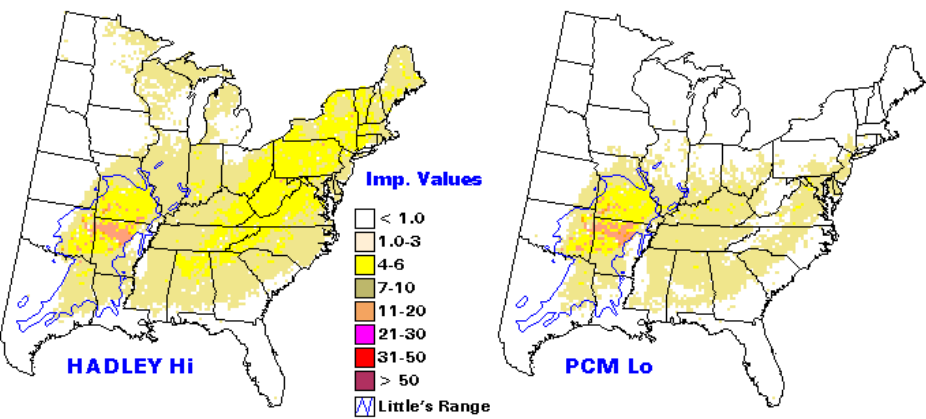 Imp. Values
< 1.0
1.0-3
4-6
7-10
11-20
21-30
31-50
> 50
Little's Range
HADLEY Hi
PCM Lo